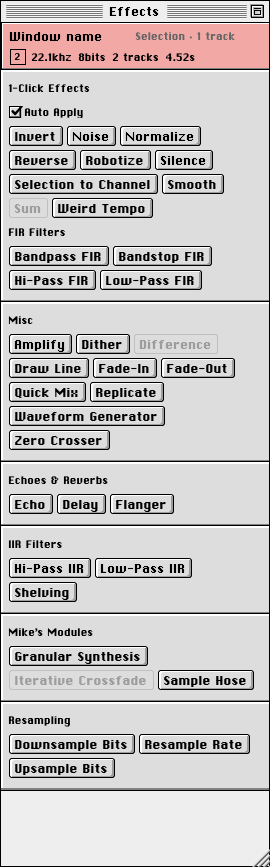 Effects
Window name Selection - 1 track
2 22.1khz 8bits 2 tracks 4.52s
1-Click Effects
Auto Apply
Invert Noise Normalize
Reverse Robotize Silence
Selection to Channel Smooth
Sum Weird Tempo
FIR Filters
Bandpass FIR Bandstop FIR
Hi-Pass FIR Low-Pass FIR
Misc
Amplify Dither Difference
Draw Line Fade-In Fade-Out
Quick Mix Replicate
Waveform Generator
Zero Crosser
Echoes & Reverbs
Echo Delay Flanger
IIR Filters
Hi-Pass IIR Low-Pass IIR
Shelving
Mike's Modules
Granular Synthesis
Iterative Crossfade Sample Hose
Resampling
Downsample Bits Resample Rate
Upsample Bits